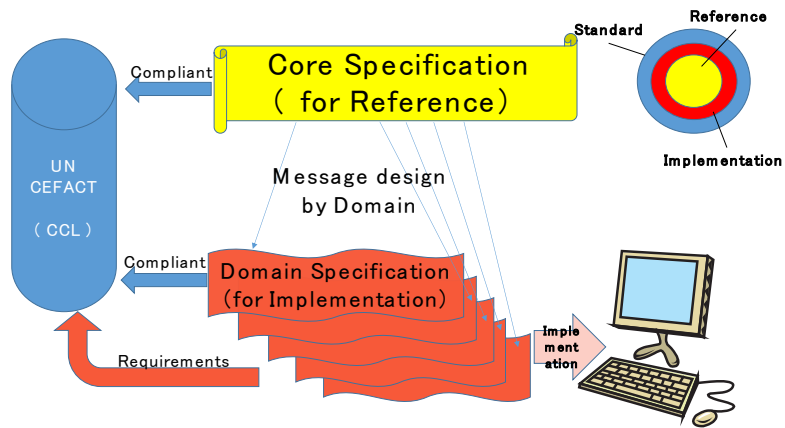 Reference
Standard
Compliant
Core Specification
( for Reference)
UN
CEFACT
( CCL )
Implementation
Message design
by Domain
Compliant
Domain Specification
(for Implementation)
Imple
ment
ation
Requirements